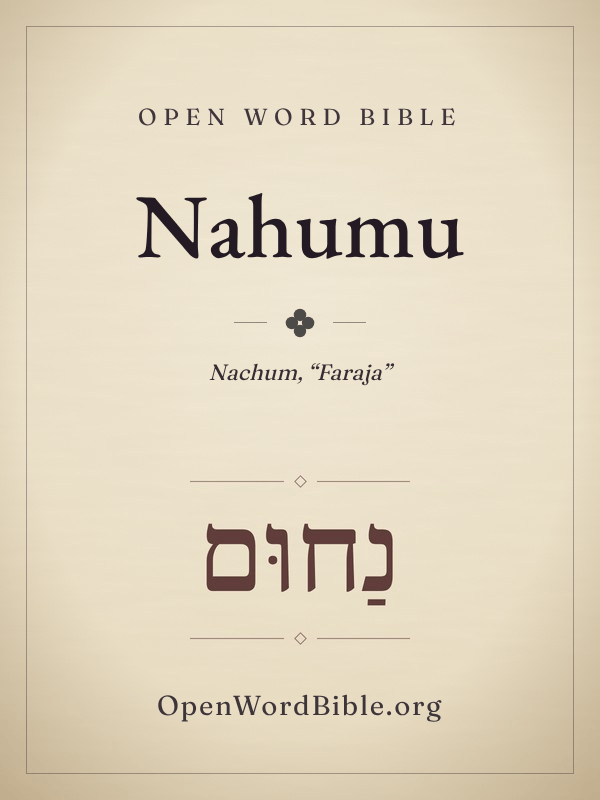 OPEN WORD BIBLE
Nahumu
Nachum, “Faraja”
נַחוּם
OpenWordBible.org